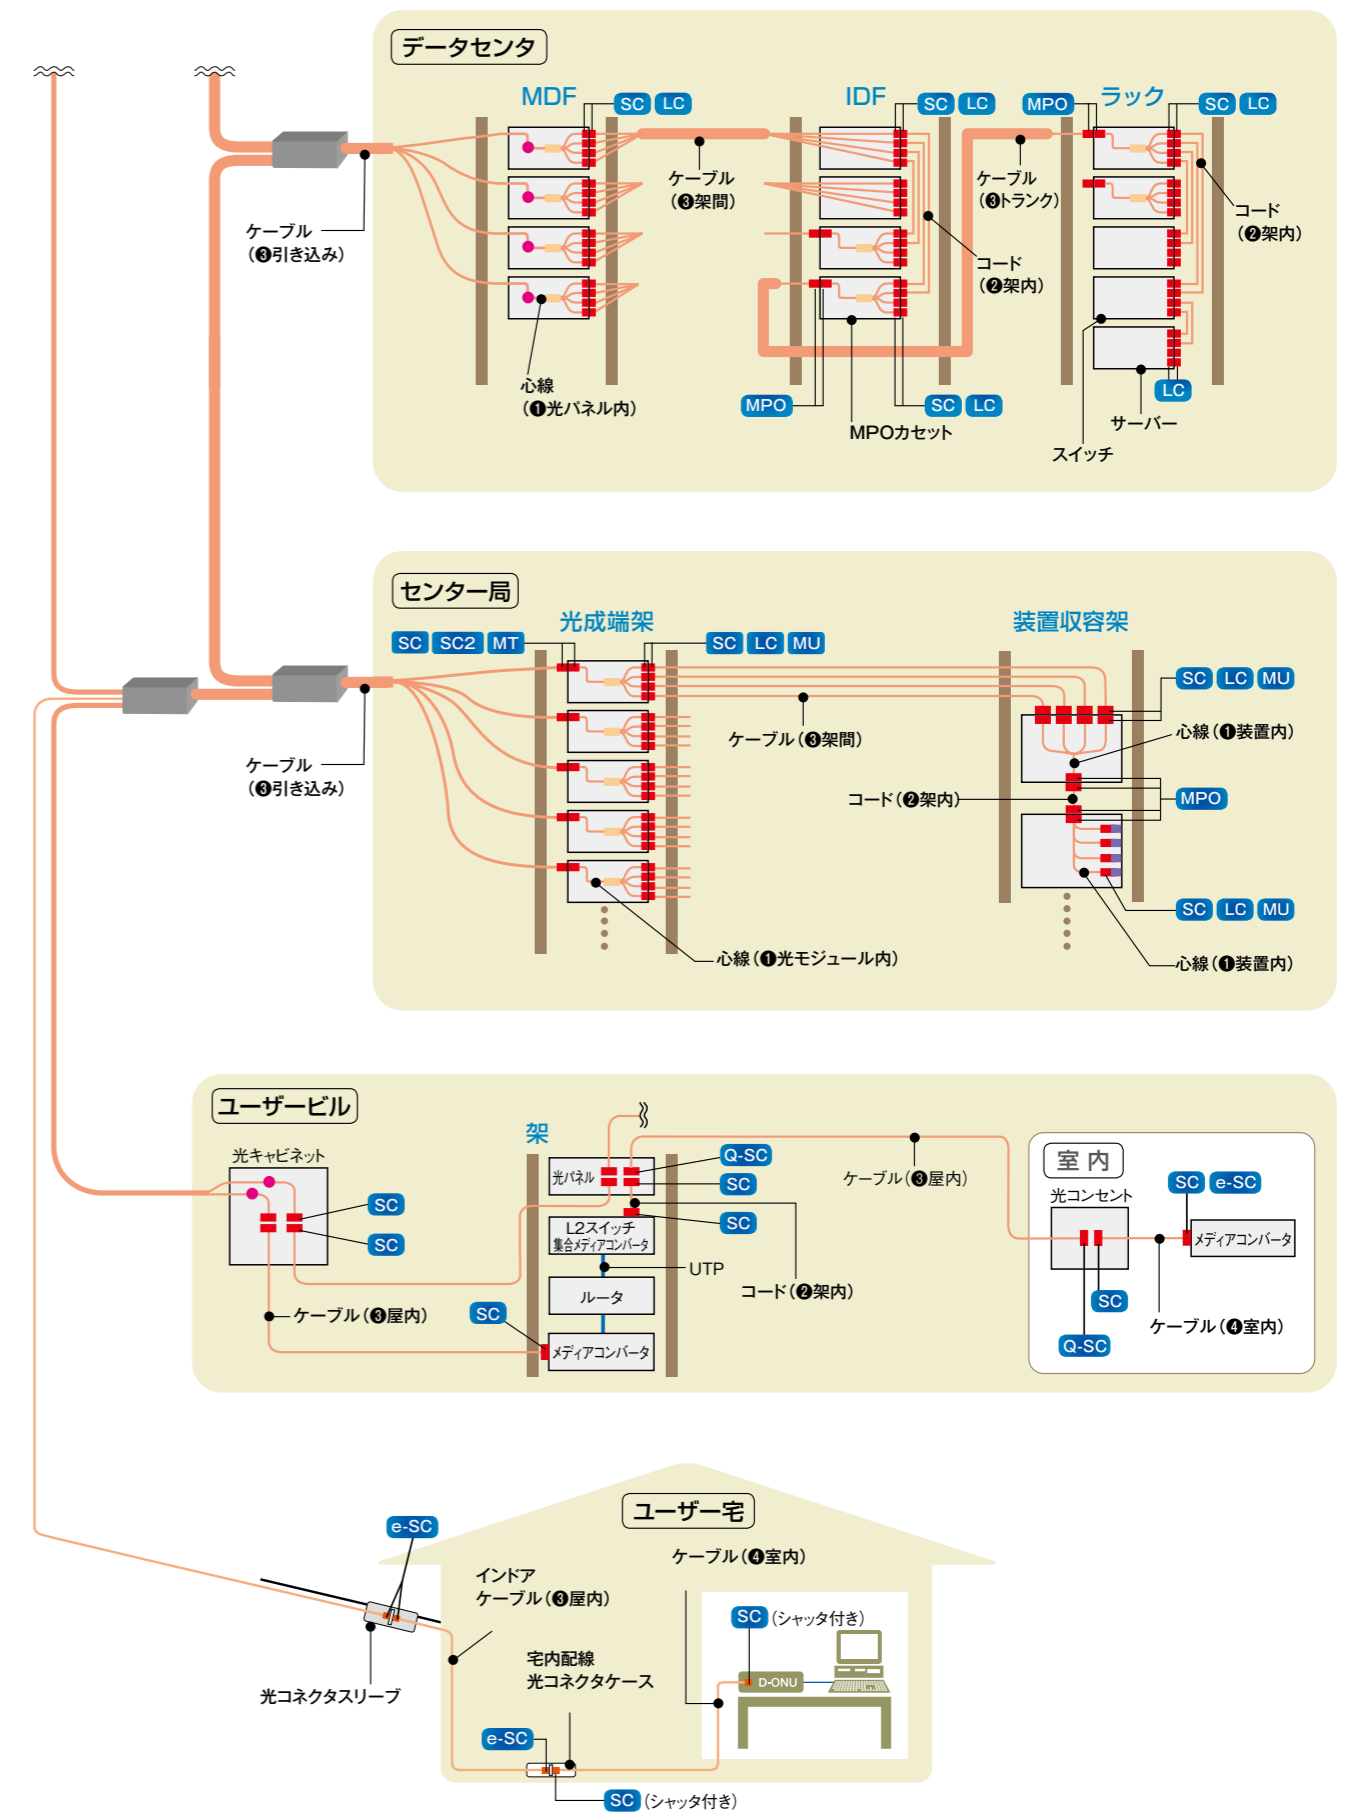 データセンタ
MDF
SC LC
IDF
SC LC
MPO
ラック
SC LC
ケーブル
(❸架間)
ケーブル
(❸トランク)
コード
(❷架内)
ケーブル
(❸引き込み)
コード
(❷架内)
心線
(❶光パネル内)
MPO
SC LC
MPOカセット
LC
サーバー
スイッチ
センター局
光成端架
装置収容架
SC SC2 MT
SC LC MU
SC LC MU
ケーブル(❸架間)
心線(❶装置内)
ケーブル
(❸引き込み)
コード(❷架内)
MPO
SC LC MU
心線(❶光モジュール内)
心線(❶装置内)
ユーザービル
架
光キャビネット
光パネル
Q-SC
SC
ケーブル(❸屋内)
室内
光コンセント
SC e-SC
SC
SC
SC
L2スイッチ
集合メディアコンバータ
メディアコンバータ
UTP
コード(❷架内)
ルータ
SC
ケーブル(❸屋内)
SC
ケーブル(❹室内)
Q-SC
メディアコンバータ
ユーザー宅
e-SC
ケーブル(❹室内)
インドア
ケーブル(❸屋内)
SC (シャッタ付き)
宅内配線
光コネクタケース
D-ONU
光コネクタスリーブ
e-SC
SC (シャッタ付き)